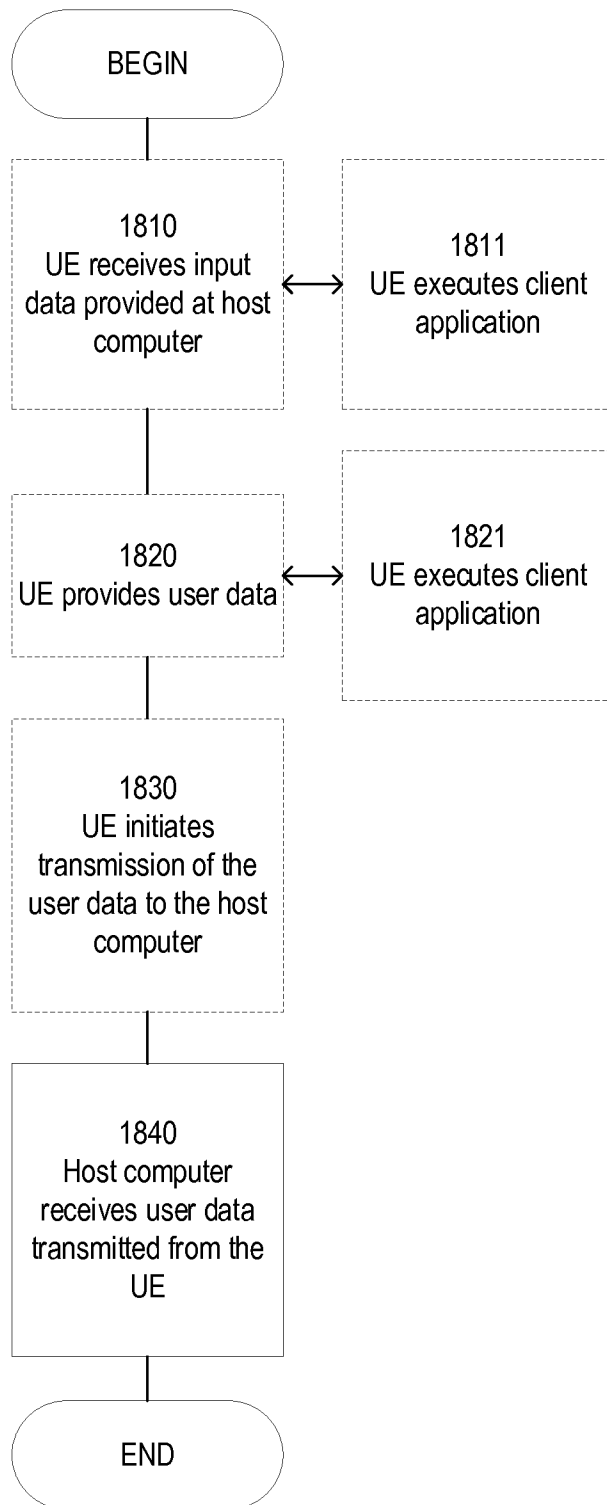 BEGIN
1810
UE receives input
data provided at host
computer
1811
UE executes client
application
1820
UE provides user data
1821
UE executes client
application
1830
UE initiates
transmission of the
user data to the host
computer
1840
Host computer
receives user data
transmitted from the
UE
END